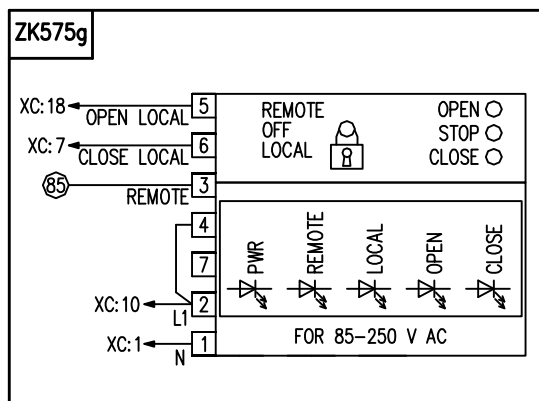 ZK575g
XC:18
OPEN LOCAL
5
XC:7
CLOSE LOCAL
6
85
REMOTE
3
4
7
XC:10
L1
2
XC:1
N
1
REMOTE
OFF
LOCAL
OPEN
STOP
CLOSE
PWR
REMOTE
LOCAL
OPEN
CLOSE
FOR 85-250 V AC